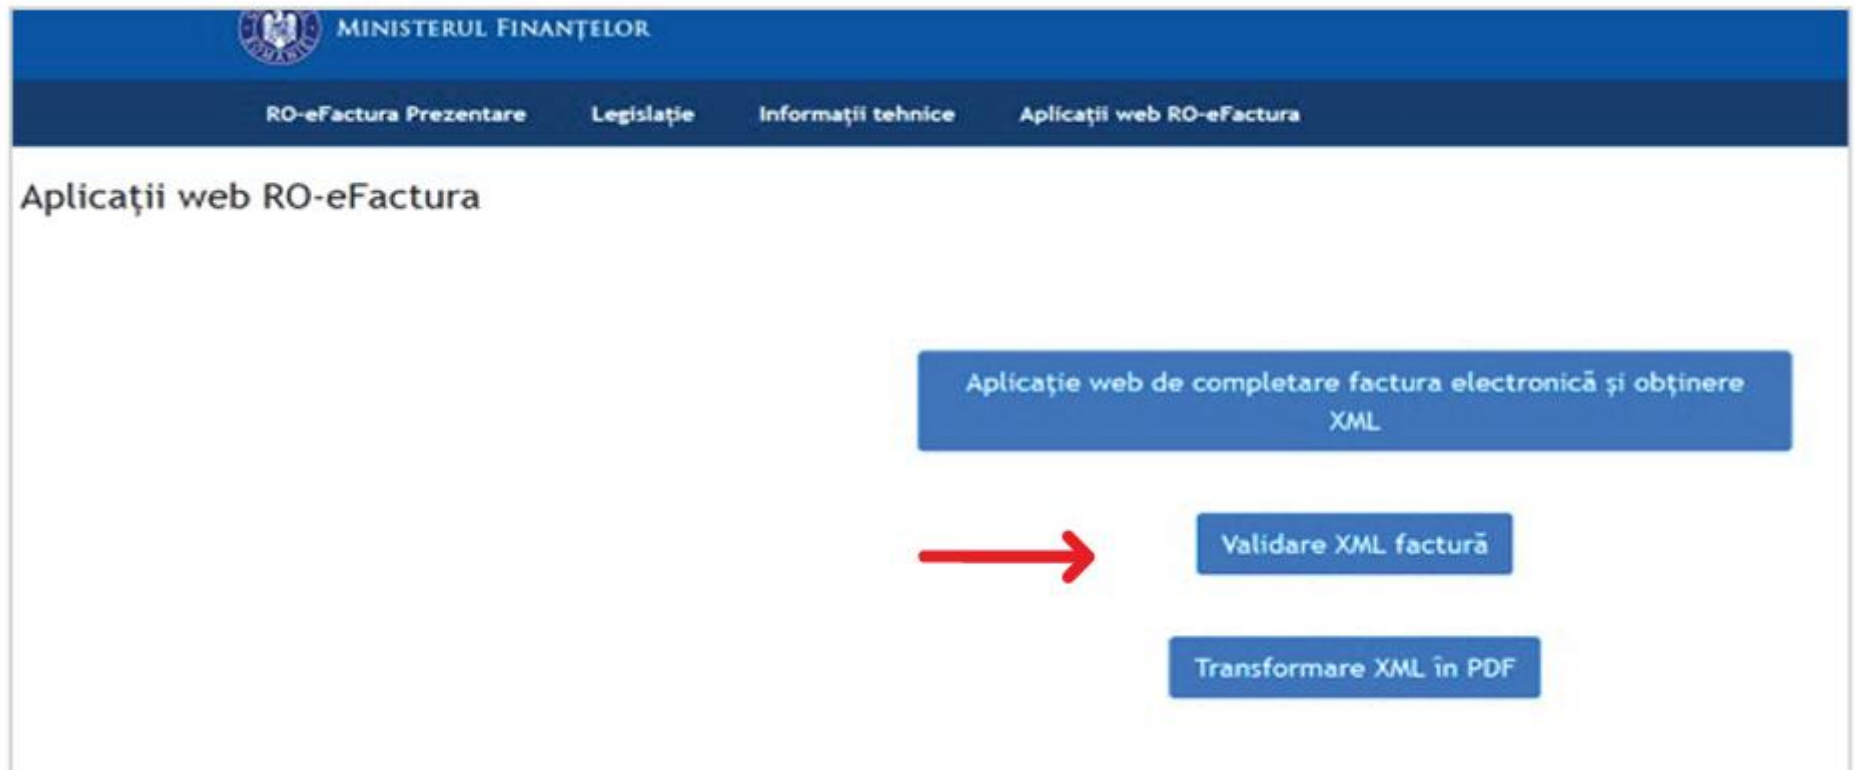 MINISTERUL FINANȚELOR
RO-eFactura Prezentare Legislație Informații tehnice Aplicații web RO-eFactura
Aplicații web RO-eFactura
Aplicație web de completare factura electronică și obținere
XML
Validare XML factură
Transformare XML în PDF